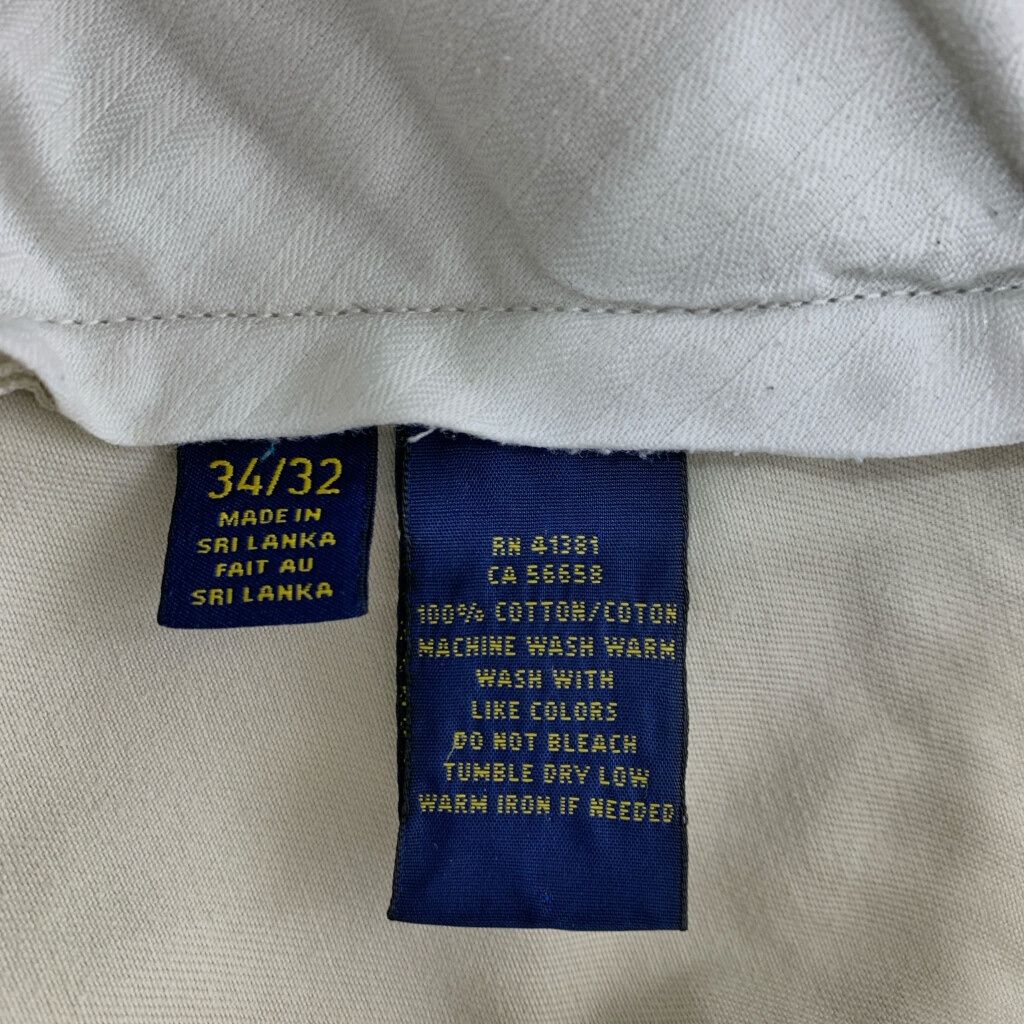 34/32
MADE IN
SRI LANKA
FAIT AU
SRI LANKA
RN 41381
CA 56658
100% COTTON/COTON
MACHINE WASH WARM
WASH WITH
LIKE COLORS
DO NOT BLEACH
TUMBLE DRY LOW
WARM IRON IF NEEDED